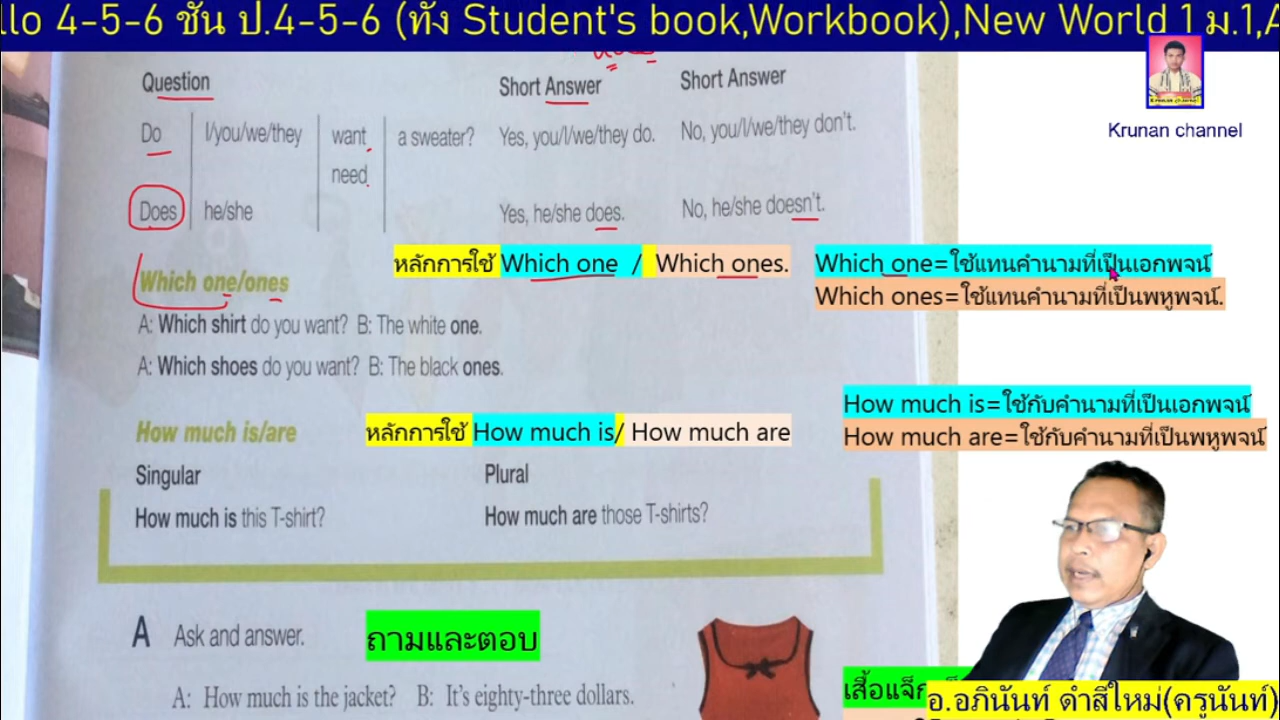 llo 4-5-6 ชั้น ป.4-5-6 (ทั้ง Student's book,Workbook),New World 1 ม.1,A
Krunan channel
Question Short Answer Short Answer
Do I/you/we/they want a sweater? Yes, you/I/we/they do. No, you/I/we/they don't.
need
Does he/she Yes, he/she does. No, he/she doesn't.
หลักการใช้ Which one / Which ones. Which one=ใช้แทนคำนามที่เป็นเอกพจน์
Which one/ones
Which ones=ใช้แทนคำนามที่เป็นพหูพจน์.
A: Which shirt do you want? B: The white one.
A: Which shoes do you want? B: The black ones.
How much is=ใช้กับคำนามที่เป็นเอกพจน์
How much is/are หลักการใช้ How much is/ How much are How much are=ใช้กับคำนามที่เป็นพหูพจน์
Singular Plural
How much is this T-shirt? How much are those T-shirts?
A Ask and answer. ถามและตอบ
A: How much is the jacket? B: It's eighty-three dollars.
อ.อภินันท์ ดำสีใหม่(ครูนันท์)